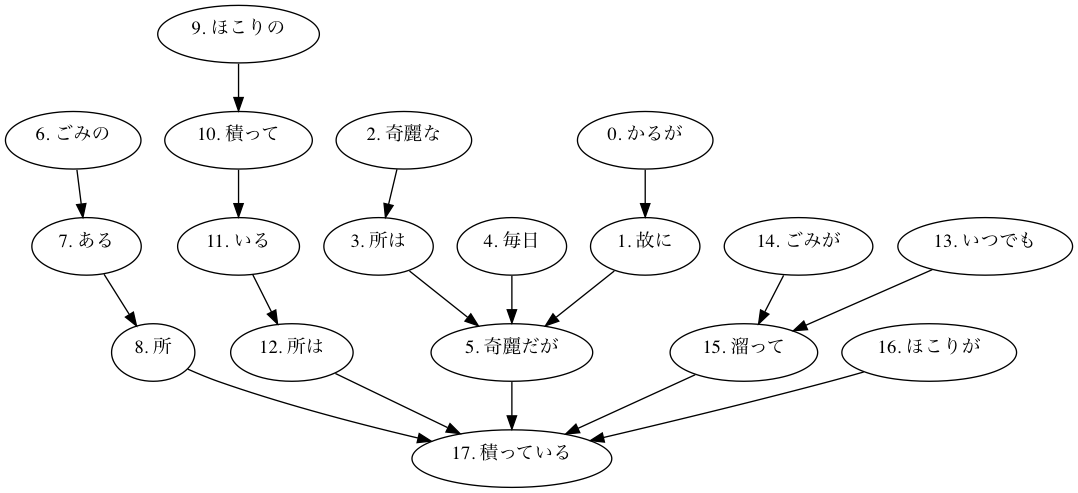 9. ほこりの
6. ごみの
10. 積って
2. 奇麗な
0. かるが
7. ある
11. いる
3. 所は
4. 毎日
1. 故に
14. ごみが
13. いつでも
8. 所
12. 所は
5. 奇麗だが
15. 溜って
16. ほこりが
17. 積っている